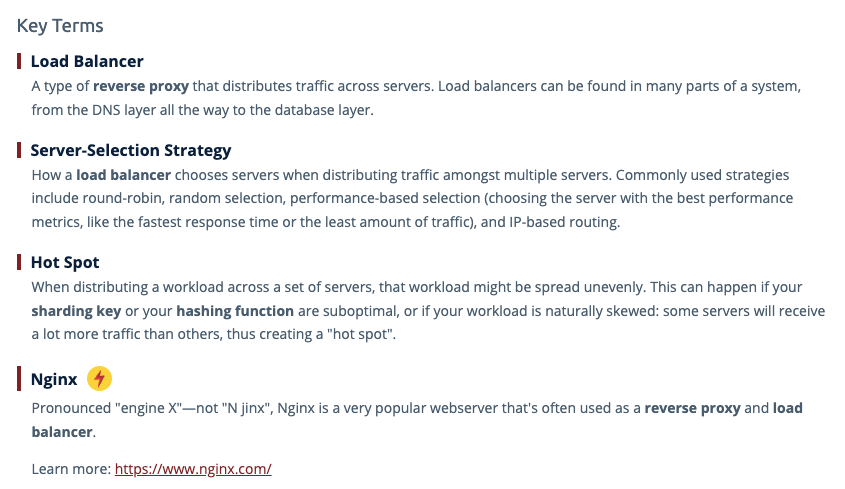 Key Terms
Load Balancer
A type of reverse proxy that distributes traffic across servers. Load balancers can be found in many parts of a system,
from the DNS layer all the way to the database layer.
Server-Selection Strategy
How a load balancer chooses servers when distributing traffic amongst multiple servers. Commonly used strategies
include round-robin, random selection, performance-based selection (choosing the server with the best performance
metrics, like the fastest response time or the least amount of traffic), and IP-based routing.
Hot Spot
When distributing a workload across a set of servers, that workload might be spread unevenly. This can happen if your
sharding key or your hashing function are suboptimal, or if your workload is naturally skewed: some servers will receive
a lot more traffic than others, thus creating a "hot spot".
Nginx
Pronounced "engine X"—not "N jinx", Nginx is a very popular webserver that's often used as a reverse proxy and load
balancer.
Learn more: https://www.nginx.com/